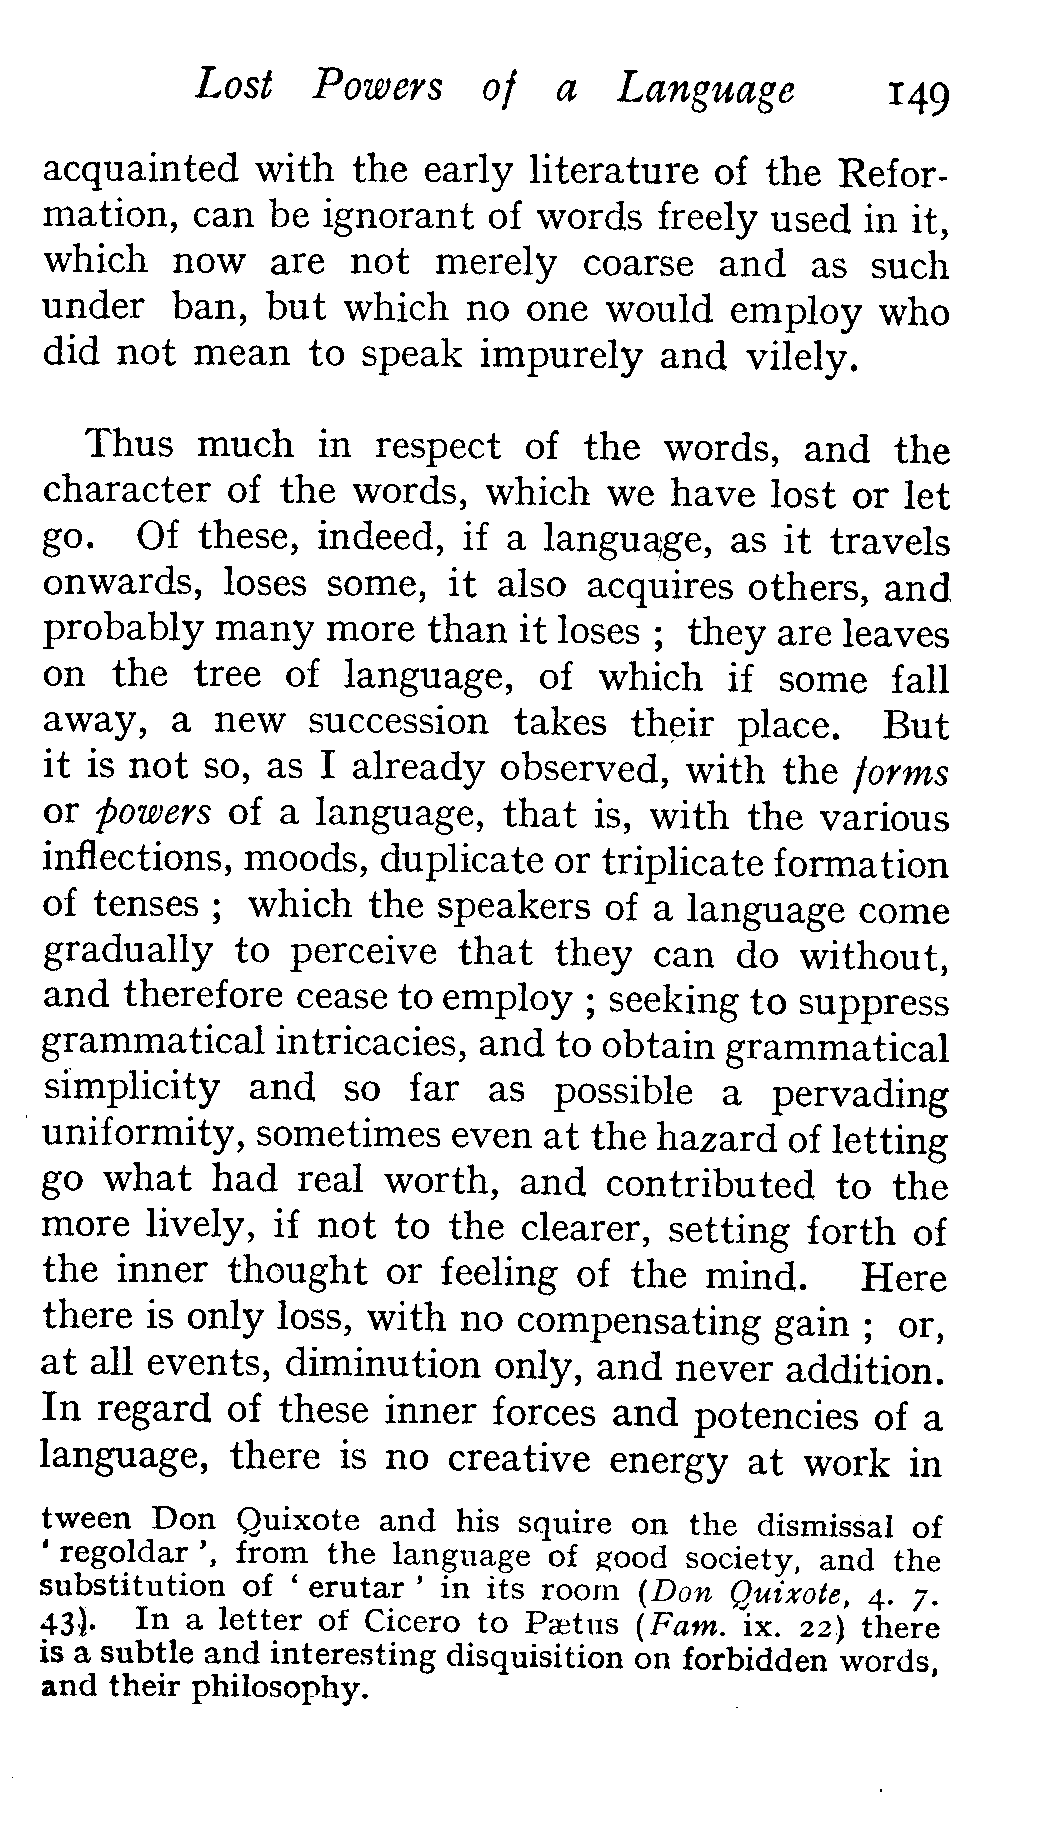 Lost Powers of a Language 149
acquainted with the early literature of the Refor-
mation, can be ignorant of words freely used in it,
which now are not merely coarse and as such
under ban, but which no one would employ who
did not mean to speak impurely and vilely.
Thus much in respect of the words, and the
character of the words, which we have lost or let
go. Of these, indeed, if a language, as it travels
onwards, loses some, it also acquires others, and
probably many more than it loses ; they are leaves
on the tree of language, of which if some fall
away, a new succession takes their place. But
it is not so, as I already observed, with the forms
or powers of a language, that is, with the various
inflections, moods, duplicate or triplicate formation
of tenses ; which the speakers of a language come
gradually to perceive that they can do without,
and therefore cease to employ ; seeking to suppress
grammatical intricacies, and to obtain grammatical
simplicity and so far as possible a pervading
uniformity, sometimes even at the hazard of letting
go what had real worth, and contributed to the
more lively, if not to the clearer, setting forth of
the inner thought or feeling of the mind. Here
there is only loss, with no compensating gain ; or,
at all events, diminution only, and never addition.
In regard of these inner forces and potencies of a
language, there is no creative energy at work in
tween Don Quixote and his squire on the dismissal of
‘ regoldar ’, from the language of good society, and the
substitution of ‘ erutar ’ in its room (Don Quixote, 4. 7.
43). In a letter of Cicero to Pætus (Fam. ix. 22) there
is a subtle and interesting disquisition on forbidden words,
and their philosophy.